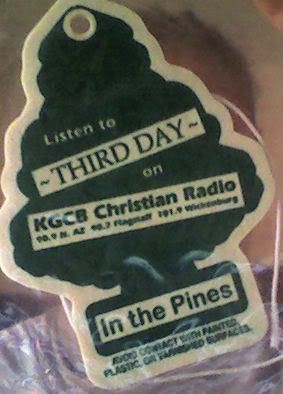 Listen to
~ THIRD DAY ~
on
KGCB Christian Radio
90.9 N. AZ 90.7 Flagstaff 101.9 Wickenburg
In the Pines
AVOID CONTACT WITH PAINTED,
PLASTIC, OR VARNISHED SURFACES.